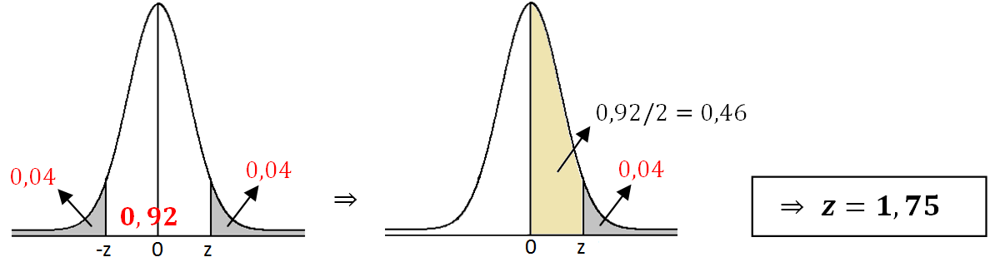 0,04
0,92
0,04
-z 0 z
⇒
0,92/2 = 0,46
0,04
0 z
⇒ z = 1,75